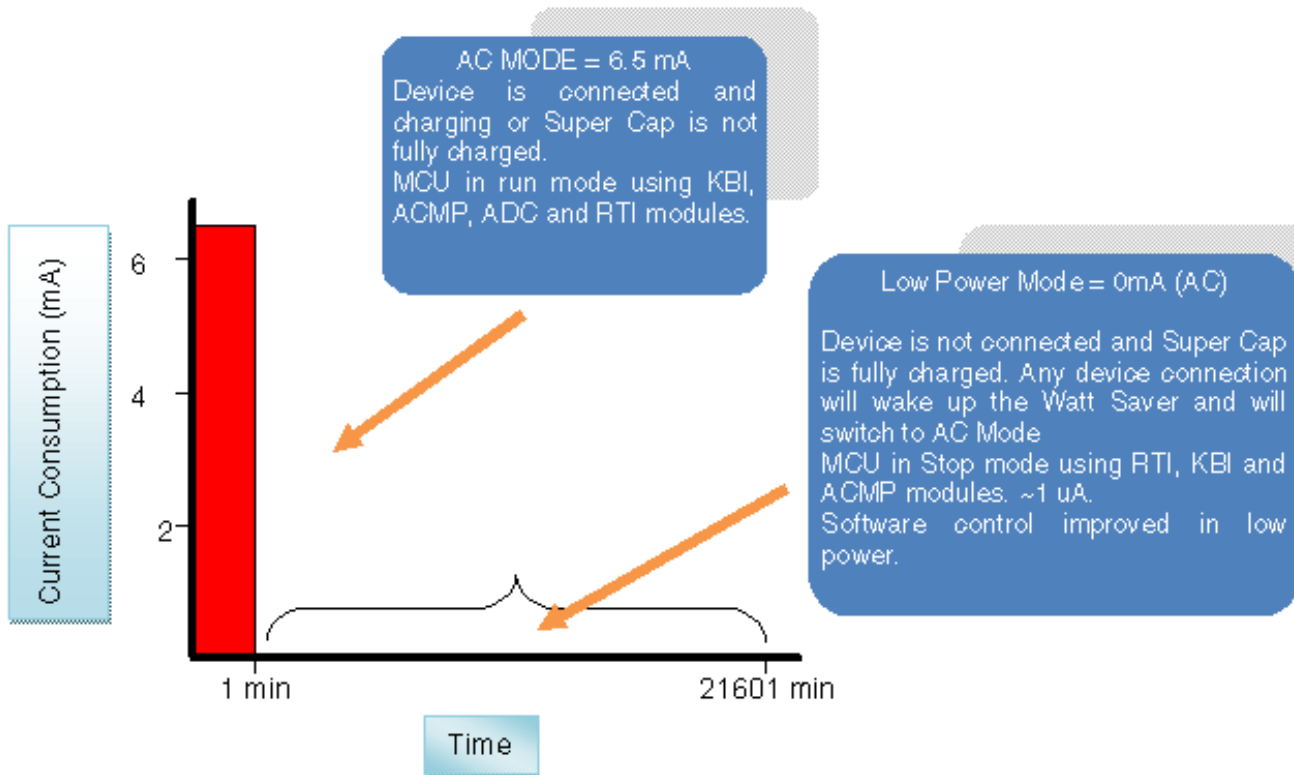 AC MODE = 6.5 mA
Device is connected and
charging or Super Cap is not
fully charged.
MCU in run mode using KBI,
ACMP, ADC and RTI modules.
Low Power Mode = 0mA (AC)
Device is not connected and Super Cap
is fully charged. Any device connection
will wake up the Watt Saver and will
switch to AC Mode
MCU in Stop mode using RTI, KBI and
ACMP modules. ~1 uA.
Software control improved in low
power.
Current Consumption (mA)
6
4
2
1 min
21601 min
Time